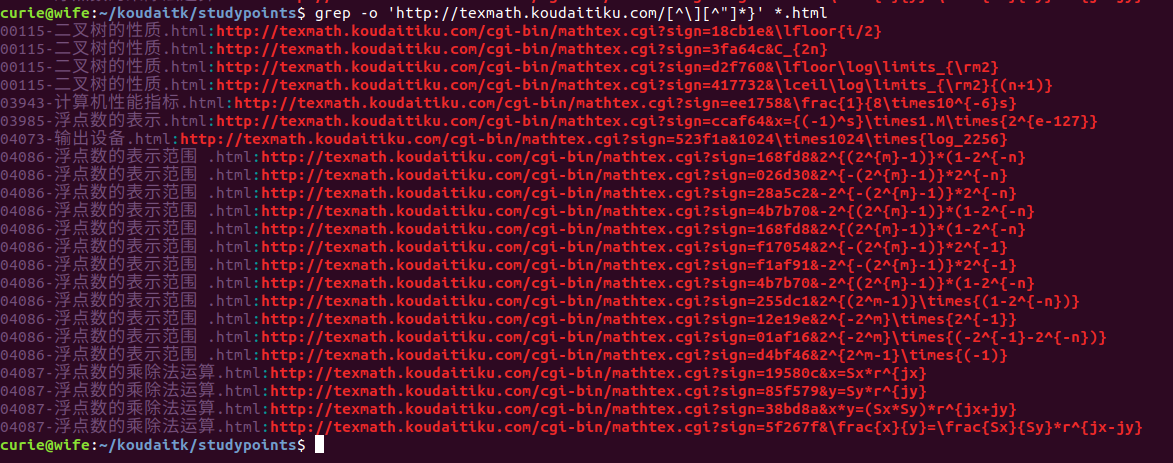 curie@wife:~/koudaitk/studypoints$ grep -o 'http://texmath.koudaitiku.com/[^\][^"]*}' *.html
00115-二叉树的性质.html:http://texmath.koudaitiku.com/cgi-bin/mathtex.cgi?sign=18cb1e&\lfloor{i/2}
00115-二叉树的性质.html:http://texmath.koudaitiku.com/cgi-bin/mathtex.cgi?sign=3fa64c&C_{2n}
00115-二叉树的性质.html:http://texmath.koudaitiku.com/cgi-bin/mathtex.cgi?sign=d2f760&\lfloor\log\limits_{\rm2}
00115-二叉树的性质.html:http://texmath.koudaitiku.com/cgi-bin/mathtex.cgi?sign=417732&\lceil\log\limits_{\rm2}{(n+1)}
03943-计算机性能指标.html:http://texmath.koudaitiku.com/cgi-bin/mathtex.cgi?sign=ee1758&\frac{1}{8\times10^{-6}s}
03985-浮点数的表示.html:http://texmath.koudaitiku.com/cgi-bin/mathtex.cgi?sign=ccaf64&x={(-1)^s}\times1.M\times{2^{e-127}}
04073-输出设备.html:http://texmath.koudaitiku.com/cgi-bin/mathtex.cgi?sign=523f1a&1024\times1024\times{log_2256}
04086-浮点数的表示范围 .html:http://texmath.koudaitiku.com/cgi-bin/mathtex.cgi?sign=168fd8&2^{(2^{m}-1)}*(1-2^{-n}
04086-浮点数的表示范围 .html:http://texmath.koudaitiku.com/cgi-bin/mathtex.cgi?sign=026d30&2^{-(2^{m}-1)}*2^{-n}
04086-浮点数的表示范围 .html:http://texmath.koudaitiku.com/cgi-bin/mathtex.cgi?sign=28a5c2&-2^{-(2^{m}-1)}*2^{-n}
04086-浮点数的表示范围 .html:http://texmath.koudaitiku.com/cgi-bin/mathtex.cgi?sign=4b7b70&-2^{(2^{m}-1)}*(1-2^{-n}
04086-浮点数的表示范围 .html:http://texmath.koudaitiku.com/cgi-bin/mathtex.cgi?sign=168fd8&2^{(2^{m}-1)}*(1-2^{-n}
04086-浮点数的表示范围 .html:http://texmath.koudaitiku.com/cgi-bin/mathtex.cgi?sign=f17054&2^{-(2^{m}-1)}*2^{-1}
04086-浮点数的表示范围 .html:http://texmath.koudaitiku.com/cgi-bin/mathtex.cgi?sign=f1af91&-2^{-(2^{m}-1)}*2^{-1}
04086-浮点数的表示范围 .html:http://texmath.koudaitiku.com/cgi-bin/mathtex.cgi?sign=4b7b70&-2^{(2^{m}-1)}*(1-2^{-n}
04086-浮点数的表示范围 .html:http://texmath.koudaitiku.com/cgi-bin/mathtex.cgi?sign=255dc1&2^{(2^m-1)}\times{(1-2^{-n})}
04086-浮点数的表示范围 .html:http://texmath.koudaitiku.com/cgi-bin/mathtex.cgi?sign=12e19e&2^{-2^m}\times{2^{-1}}
04086-浮点数的表示范围 .html:http://texmath.koudaitiku.com/cgi-bin/mathtex.cgi?sign=01af16&2^{-2^m}\times{(-2^{-1}-2^{-n})}
04086-浮点数的表示范围 .html:http://texmath.koudaitiku.com/cgi-bin/mathtex.cgi?sign=d4bf46&2^{2^m-1}\times{(-1)}
04087-浮点数的乘除法运算.html:http://texmath.koudaitiku.com/cgi-bin/mathtex.cgi?sign=19580c&x=Sx*r^{jx}
04087-浮点数的乘除法运算.html:http://texmath.koudaitiku.com/cgi-bin/mathtex.cgi?sign=85f579&y=Sy*r^{jy}
04087-浮点数的乘除法运算.html:http://texmath.koudaitiku.com/cgi-bin/mathtex.cgi?sign=38bd8a&x*y=(Sx*Sy)*r^{jx+jy}
04087-浮点数的乘除法运算.html:http://texmath.koudaitiku.com/cgi-bin/mathtex.cgi?sign=5f267f&\frac{x}{y}=\frac{Sx}{Sy}*r^{jx-jy}
curie@wife:~/koudaitk/studypoints$